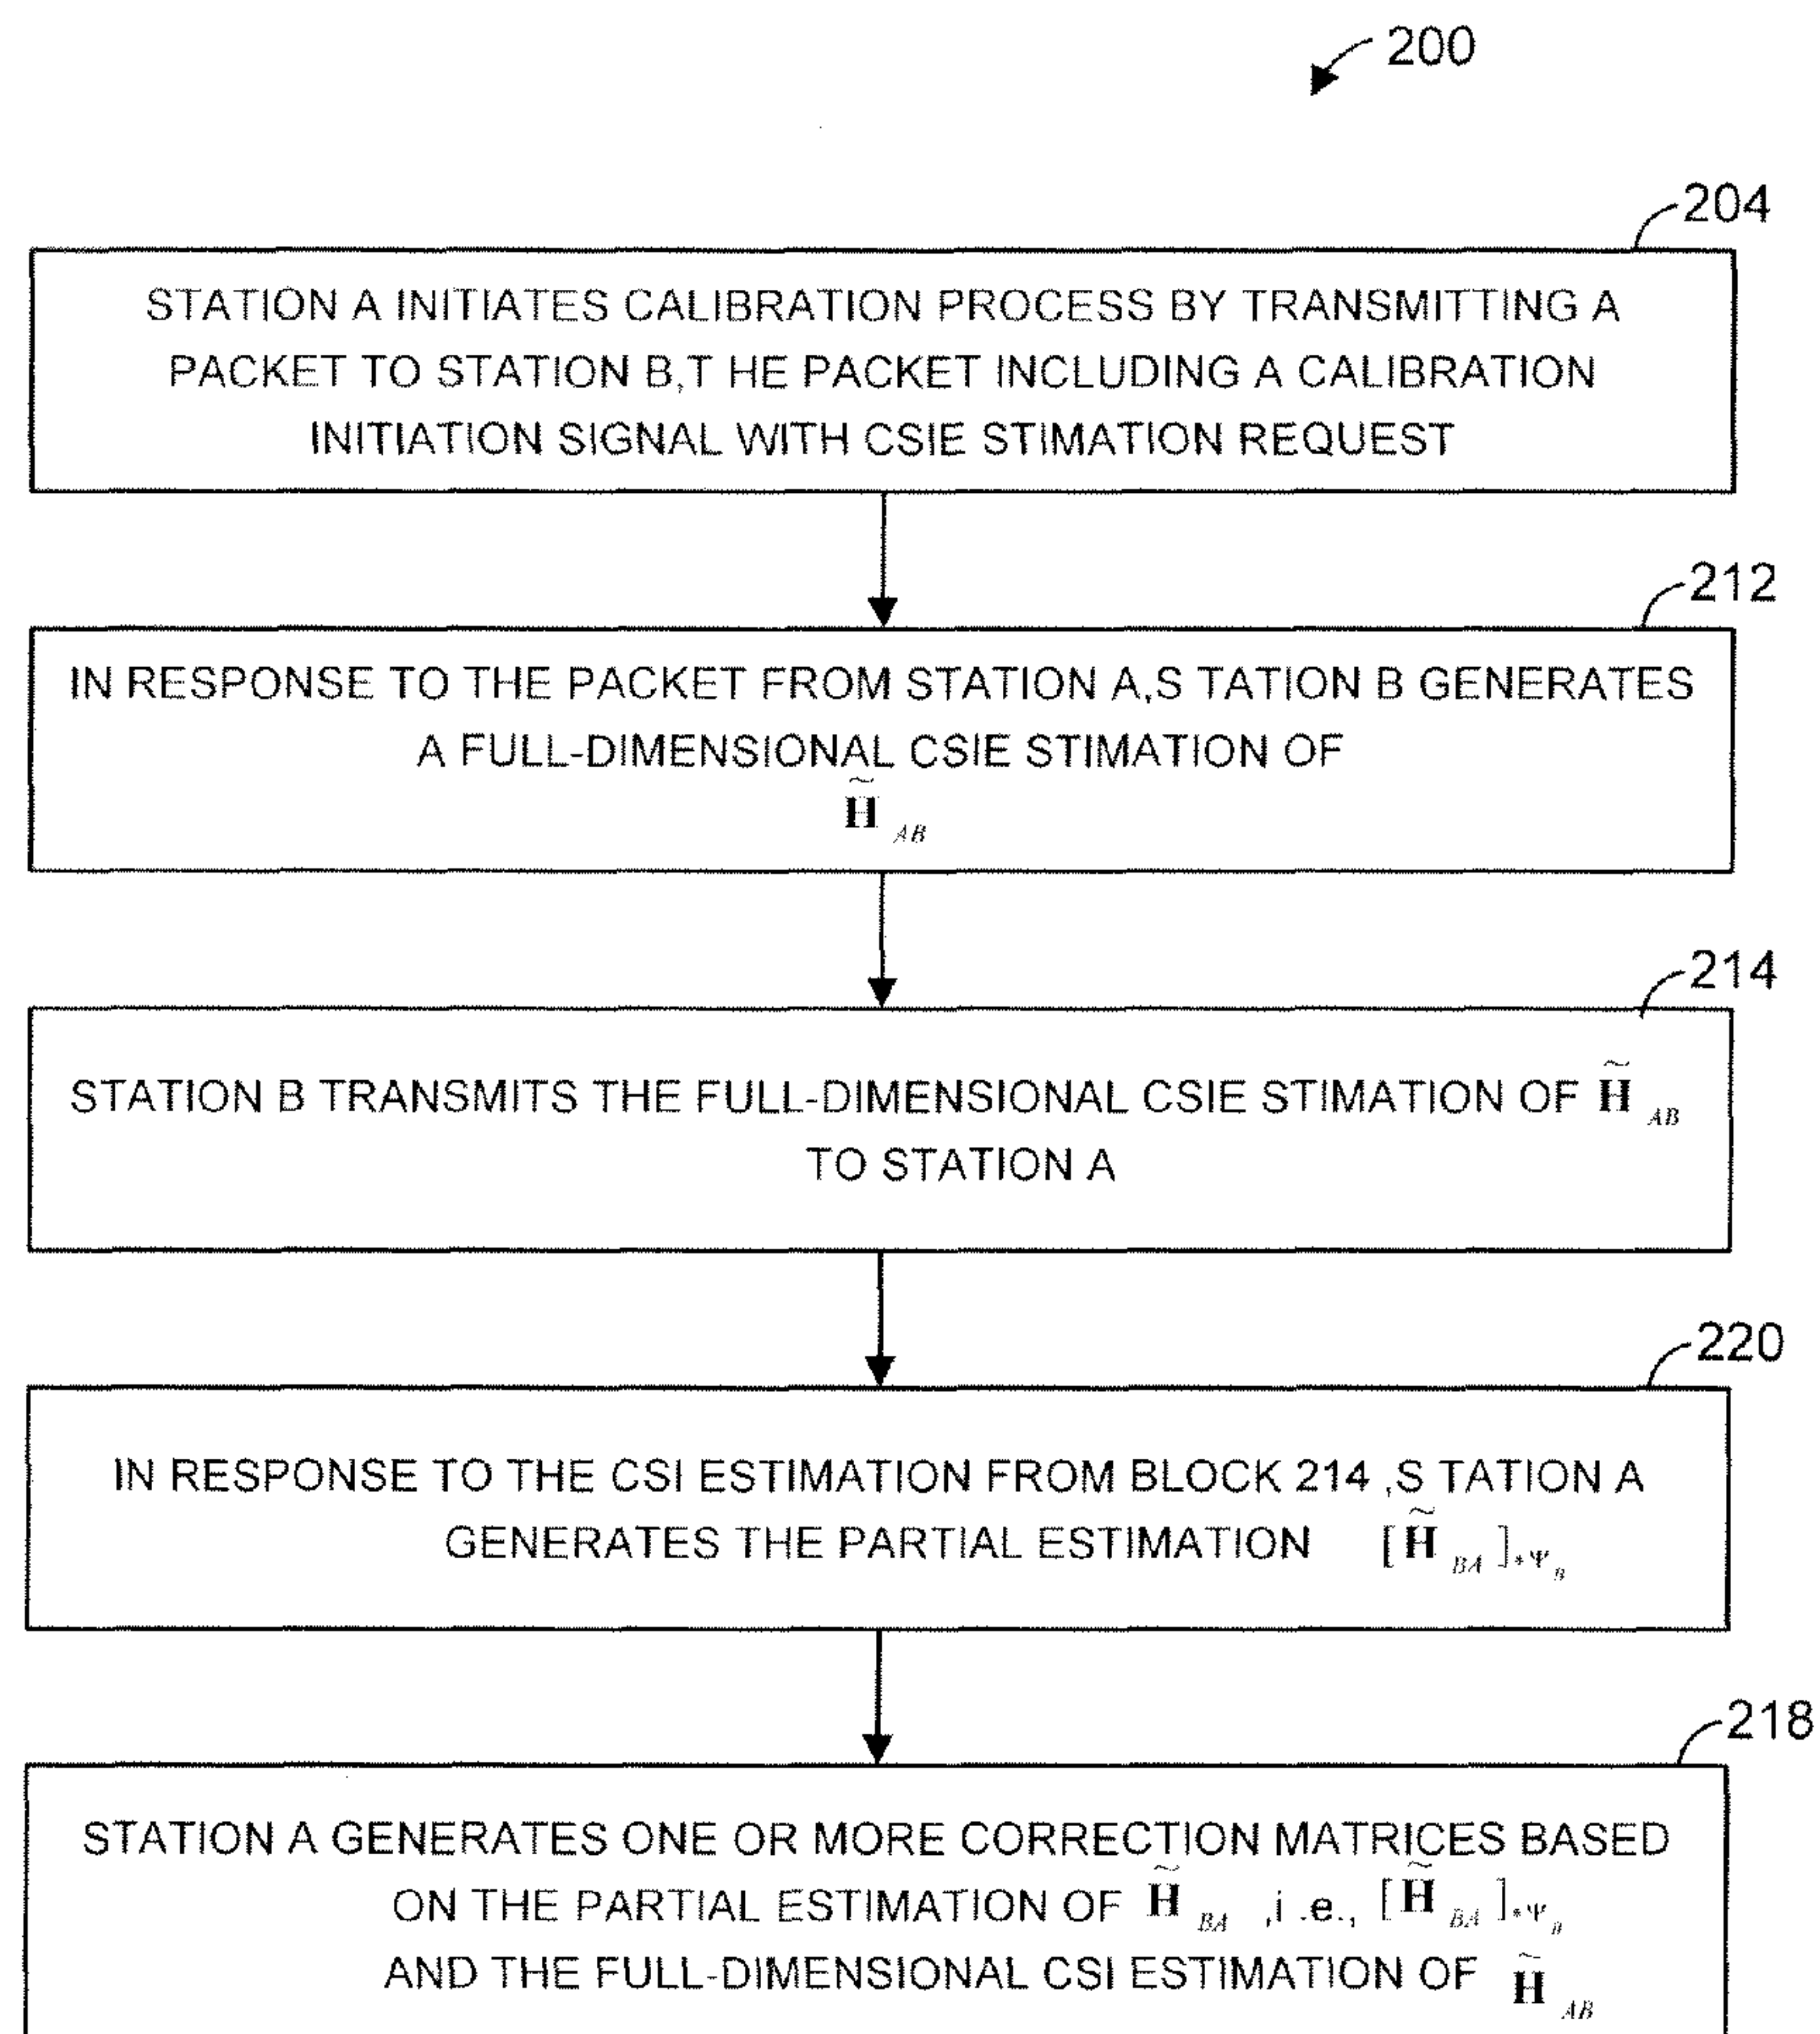 200
204
STATION A INITIATES CALIBRATION PROCESS BY TRANSMITTING A
PACKET TO STATION B,T HE PACKET INCLUDING A CALIBRATION
INITIATION SIGNAL WITH CSIE STIMATION REQUEST
212
IN RESPONSE TO THE PACKET FROM STATION A,S TATION B GENERATES
A FULL-DIMENSIONAL CSIE STIMATION OF
H̃ AB
214
STATION B TRANSMITS THE FULL-DIMENSIONAL CSIE STIMATION OF H̃ AB
TO STATION A
220
IN RESPONSE TO THE CSI ESTIMATION FROM BLOCK 214 ,S TATION A
GENERATES THE PARTIAL ESTIMATION [ H̃ BA ]*Ψ B
218
STATION A GENERATES ONE OR MORE CORRECTION MATRICES BASED
ON THE PARTIAL ESTIMATION OF H̃ BA ,i .e., [ H̃ BA ]*Ψ B
AND THE FULL-DIMENSIONAL CSI ESTIMATION OF H̃ AB